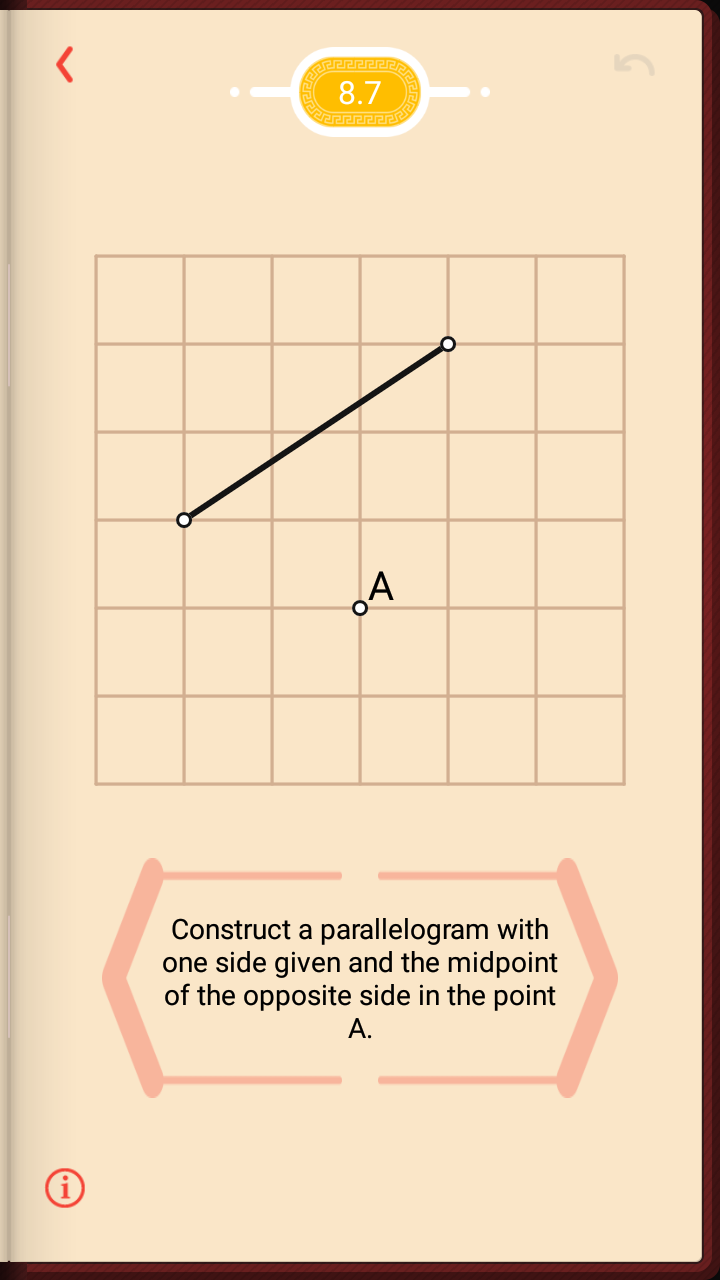 8.7
A
Construct a parallelogram with
one side given and the midpoint
of the opposite side in the point
A.
i